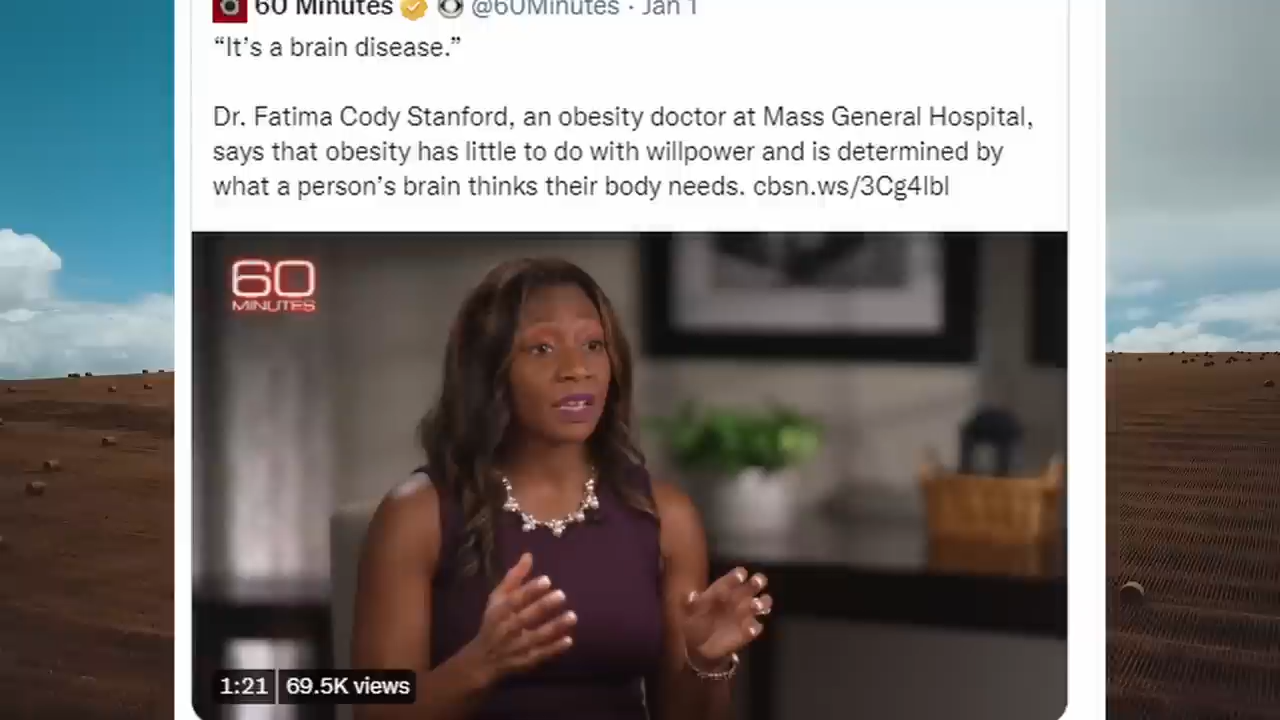 60 Minutes @60Minutes · Jan 1
“It’s a brain disease.”
Dr. Fatima Cody Stanford, an obesity doctor at Mass General Hospital,
says that obesity has little to do with willpower and is determined by
what a person’s brain thinks their body needs. cbsn.ws/3Cg4lbl
60
MINUTES
1:21 69.5K views